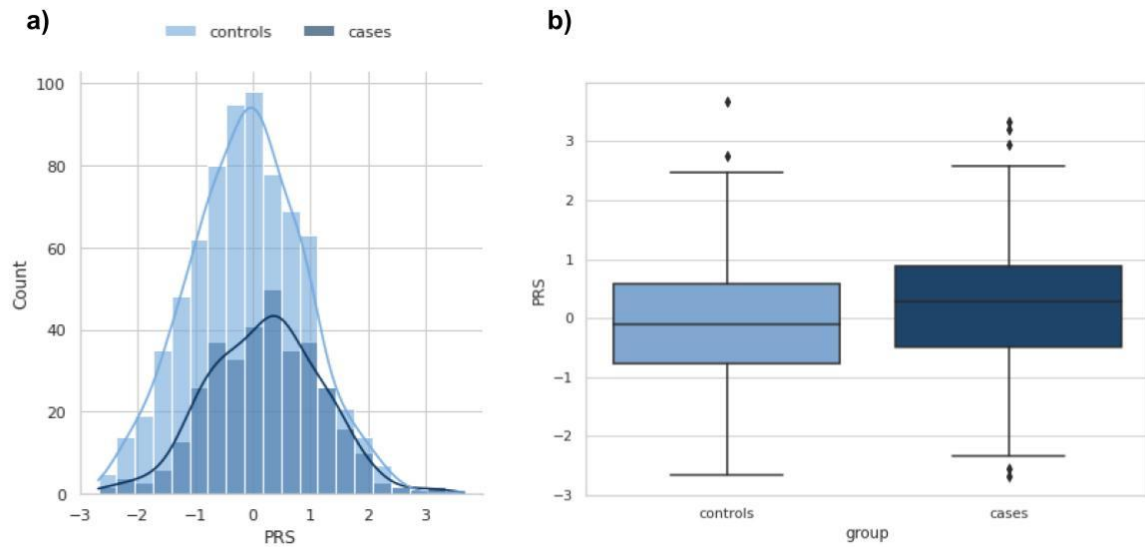 a)
controls cases
100
80
60
40
20
0
Count
−3 −2 −1 0 1 2 3
PRS
b)
3
2
1
0
−1
−2
−3
PRS
controls cases
group